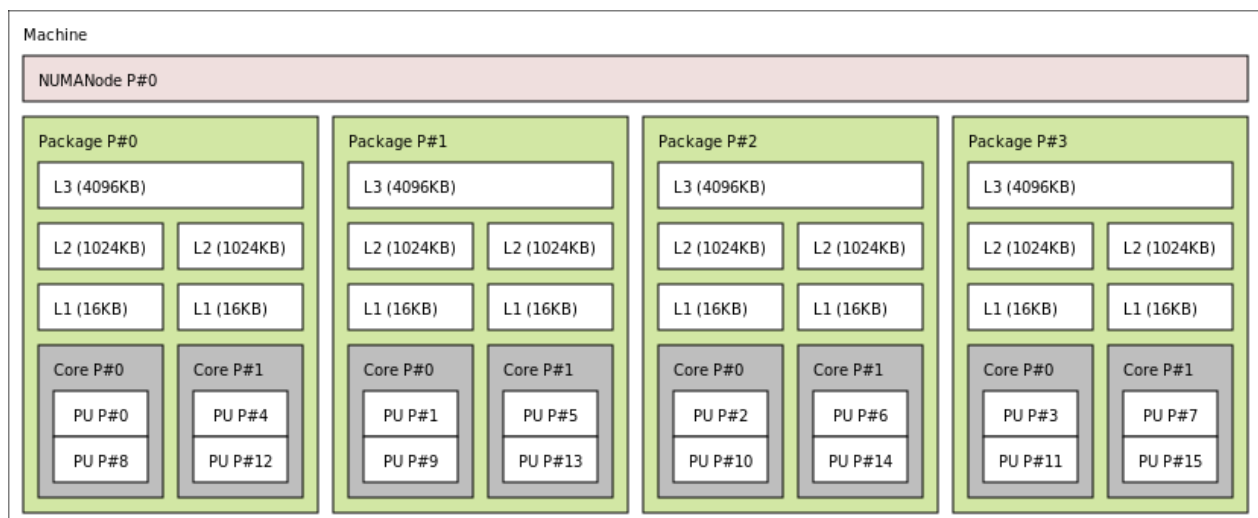 Machine
NUMANode P#0
Package P#0 Package P#1 Package P#2 Package P#3
L3 (4096KB) L3 (4096KB) L3 (4096KB) L3 (4096KB)
L2 (1024KB) L2 (1024KB) L2 (1024KB) L2 (1024KB) L2 (1024KB) L2 (1024KB) L2 (1024KB) L2 (1024KB)
L1 (16KB) L1 (16KB) L1 (16KB) L1 (16KB) L1 (16KB) L1 (16KB) L1 (16KB) L1 (16KB)
Core P#0 Core P#1 Core P#0 Core P#1 Core P#0 Core P#1 Core P#0 Core P#1
PU P#0 PU P#4 PU P#1 PU P#5 PU P#2 PU P#6 PU P#3 PU P#7
PU P#8 PU P#12 PU P#9 PU P#13 PU P#10 PU P#14 PU P#11 PU P#15